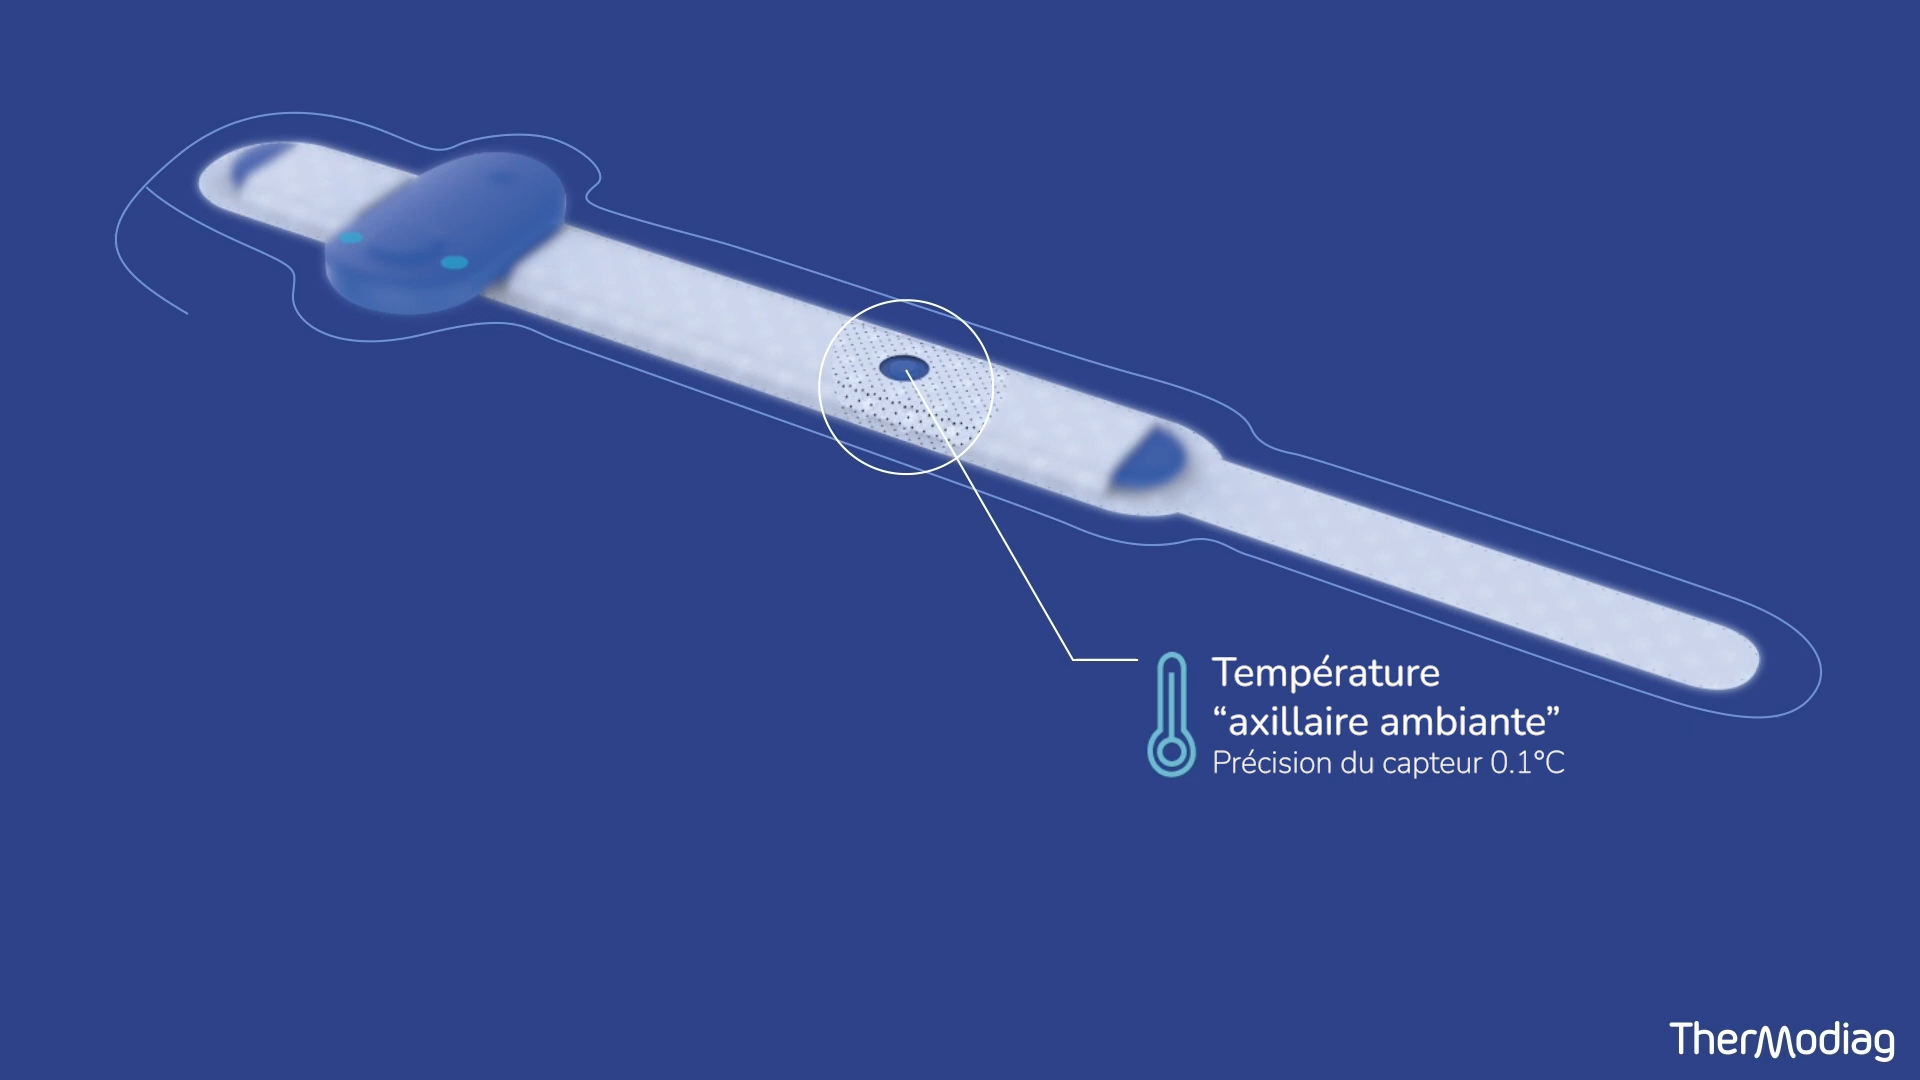 Température
“axillaire ambiante”
Précision du capteur 0.1°C
TherModiag